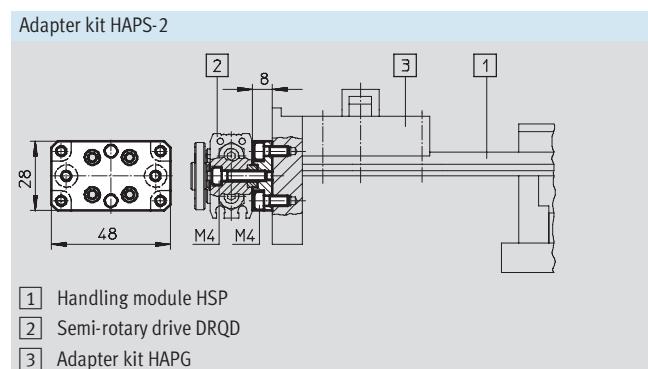 Adapter kit HAPS-2
2
8
3
1
28
48
M4
M4
1 Handling module HSP
2 Semi-rotary drive DRQD
3 Adapter kit HAPG